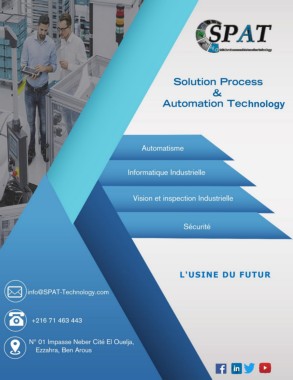 SPAT
Solution Process
&
Automation Technology
Automatisme
Informatique Industrielle
Vision et inspection Industrielle
Sécurité
L'USINE DU FUTUR
info@SPAT-Technology.com
+216 71 463 443
N° 01 Impasse Neber Cité El Ouelja,
Ezzahra, Ben Arous